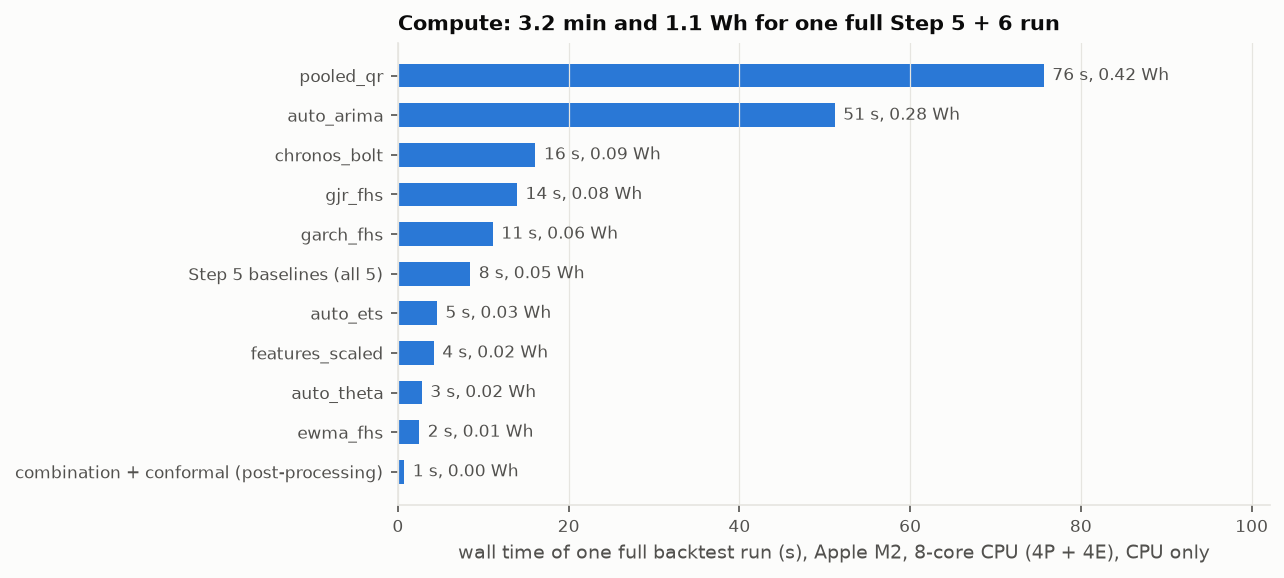 Compute: 3.2 min and 1.1 Wh for one full Step 5 + 6 run
pooled_qr 76 s, 0.42 Wh
auto_arima 51 s, 0.28 Wh
chronos_bolt 16 s, 0.09 Wh
gjr_fhs 14 s, 0.08 Wh
garch_fhs 11 s, 0.06 Wh
Step 5 baselines (all 5) 8 s, 0.05 Wh
auto_ets 5 s, 0.03 Wh
features_scaled 4 s, 0.02 Wh
auto_theta 3 s, 0.02 Wh
ewma_fhs 2 s, 0.01 Wh
combination + conformal (post-processing) 1 s, 0.00 Wh
0 20 40 60 80 100
wall time of one full backtest run (s), Apple M2, 8-core CPU (4P + 4E), CPU only